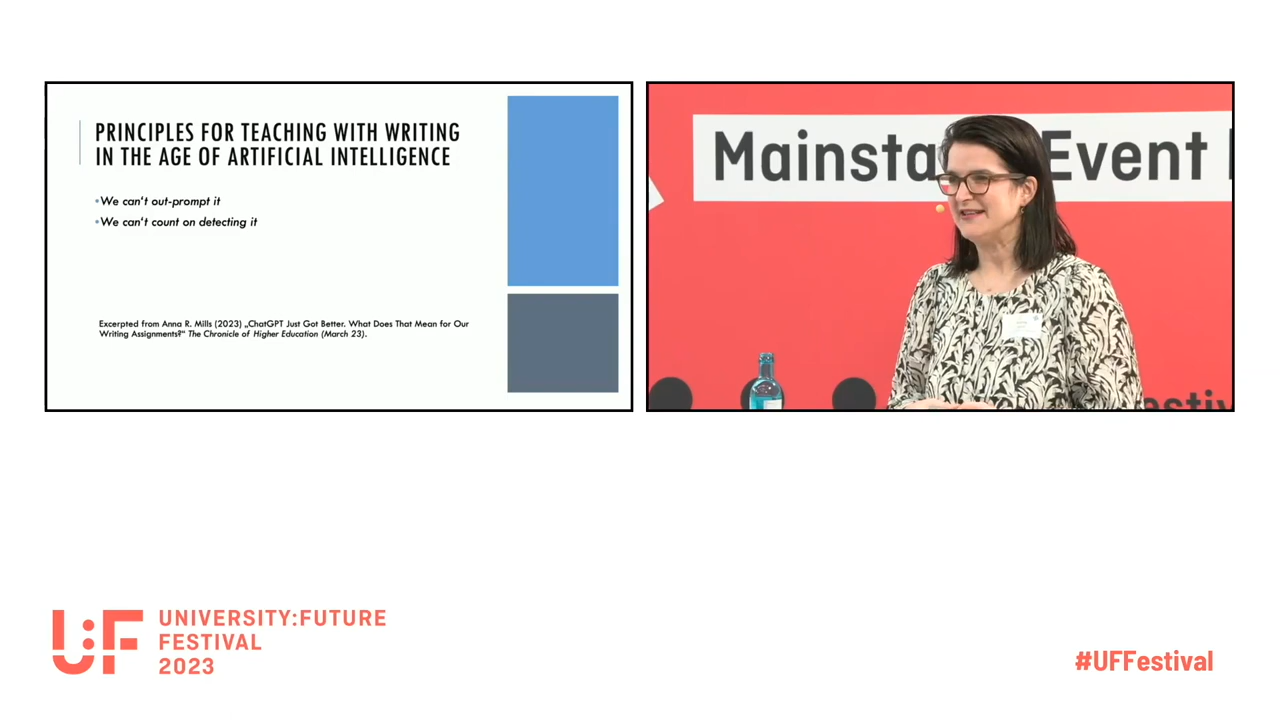 PRINCIPLES FOR TEACHING WITH WRITING
IN THE AGE OF ARTIFICIAL INTELLIGENCE
•We can't out-prompt it
•We can't count on detecting it
Excerpted from Anna R. Mills (2023) „ChatGPT Just Got Better. What Does That Mean for Our
Writing Assignments?“ The Chronicle of Higher Education (March 23).
Mainsta Event
estiv
U:F
UNIVERSITY:FUTURE
FESTIVAL
2023
#UFFestival